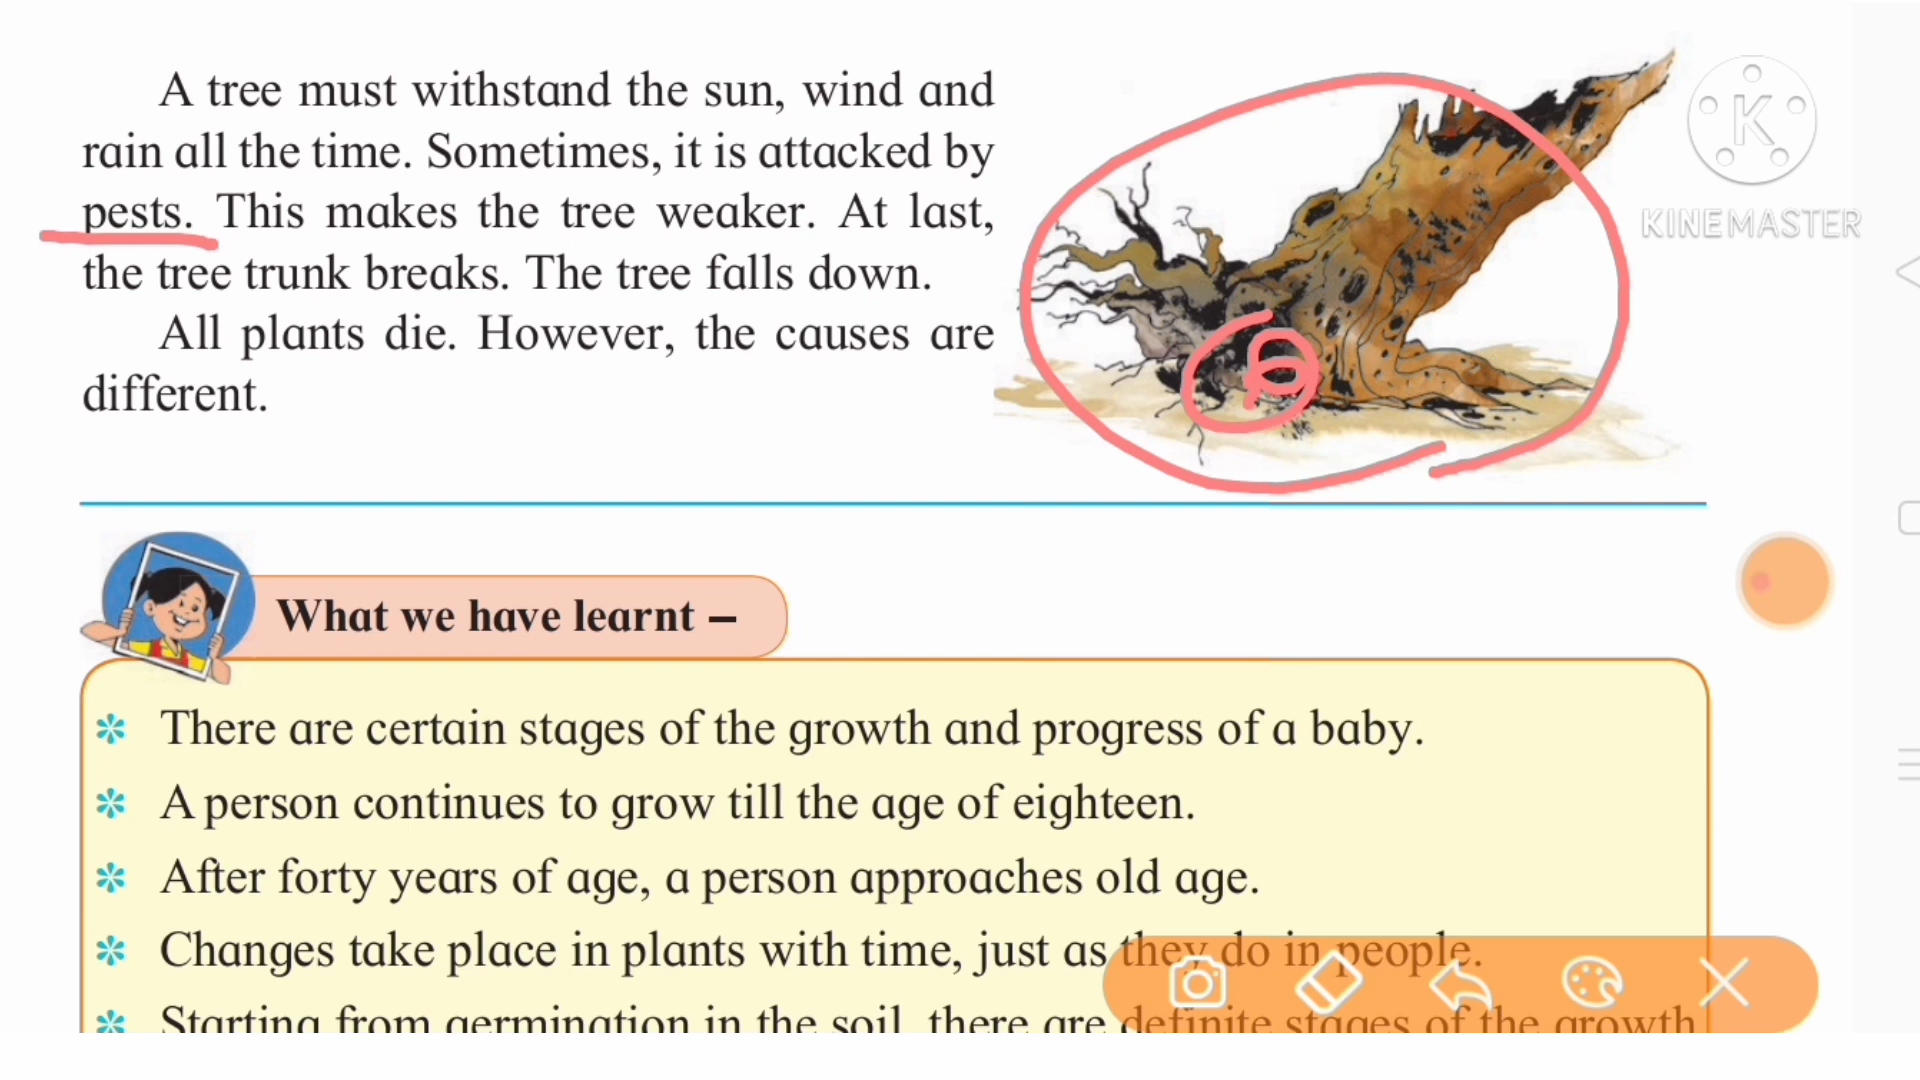 A tree must withstand the sun, wind and
rain all the time. Sometimes, it is attacked by
pests. This makes the tree weaker. At last,
the tree trunk breaks. The tree falls down.
All plants die. However, the causes are
different.
K
KINEMASTER
What we have learnt –
There are certain stages of the growth and progress of a baby.
A person continues to grow till the age of eighteen.
After forty years of age, a person approaches old age.
Changes take place in plants with time, just as they do in people.
Starting from germination in the soil, there are definite stages of the growth